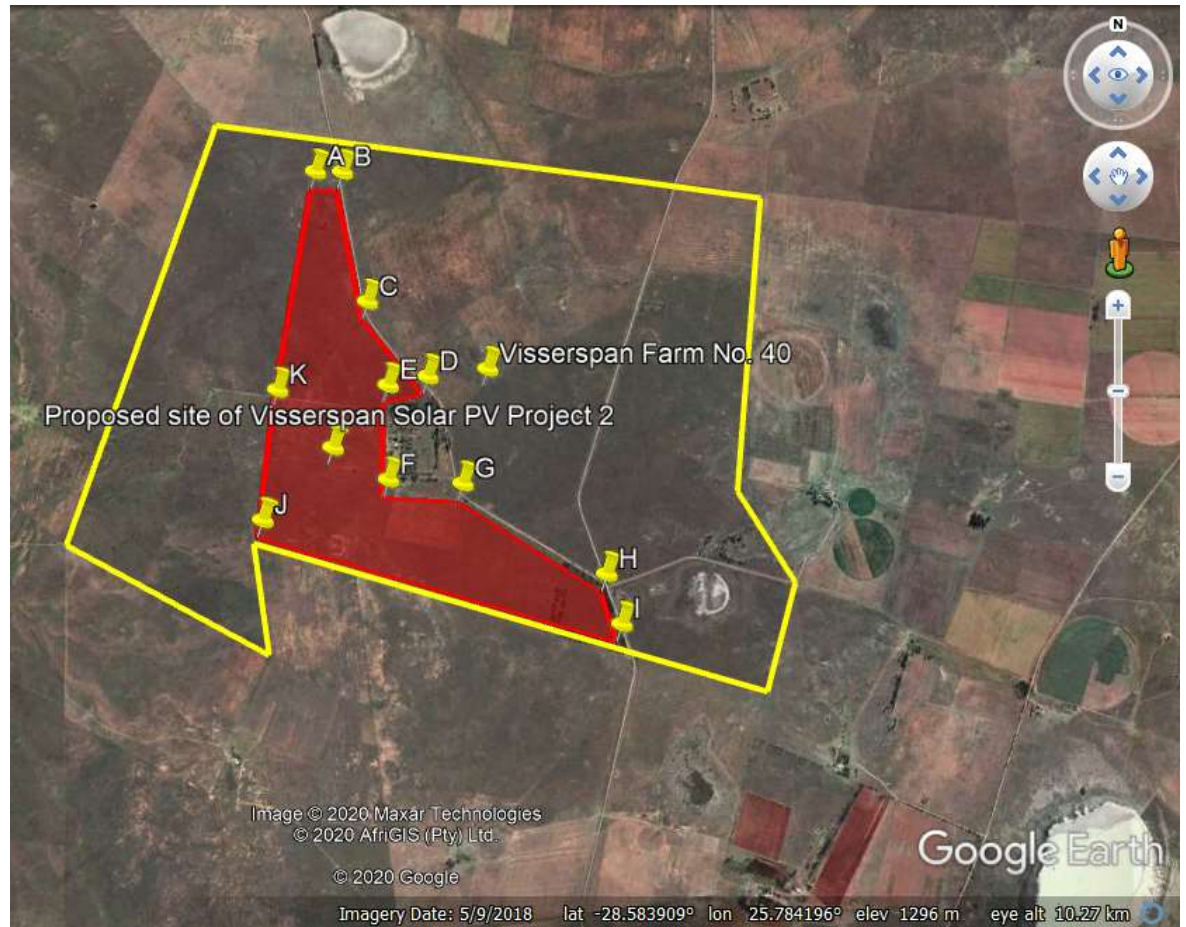 N
A B
C
Visserspan Farm No. 40
E D
K
Proposed site of Visserspan Solar PV Project 2
F G
J
H
I
Image © 2020 Maxar Technologies
© 2020 AfriGIS (Pty) Ltd.
Google Earth
© 2020 Google
Imagery Date: 5/9/2018 lat -28.583909° lon 25.784196° elev 1296 m eye alt 10.27 km